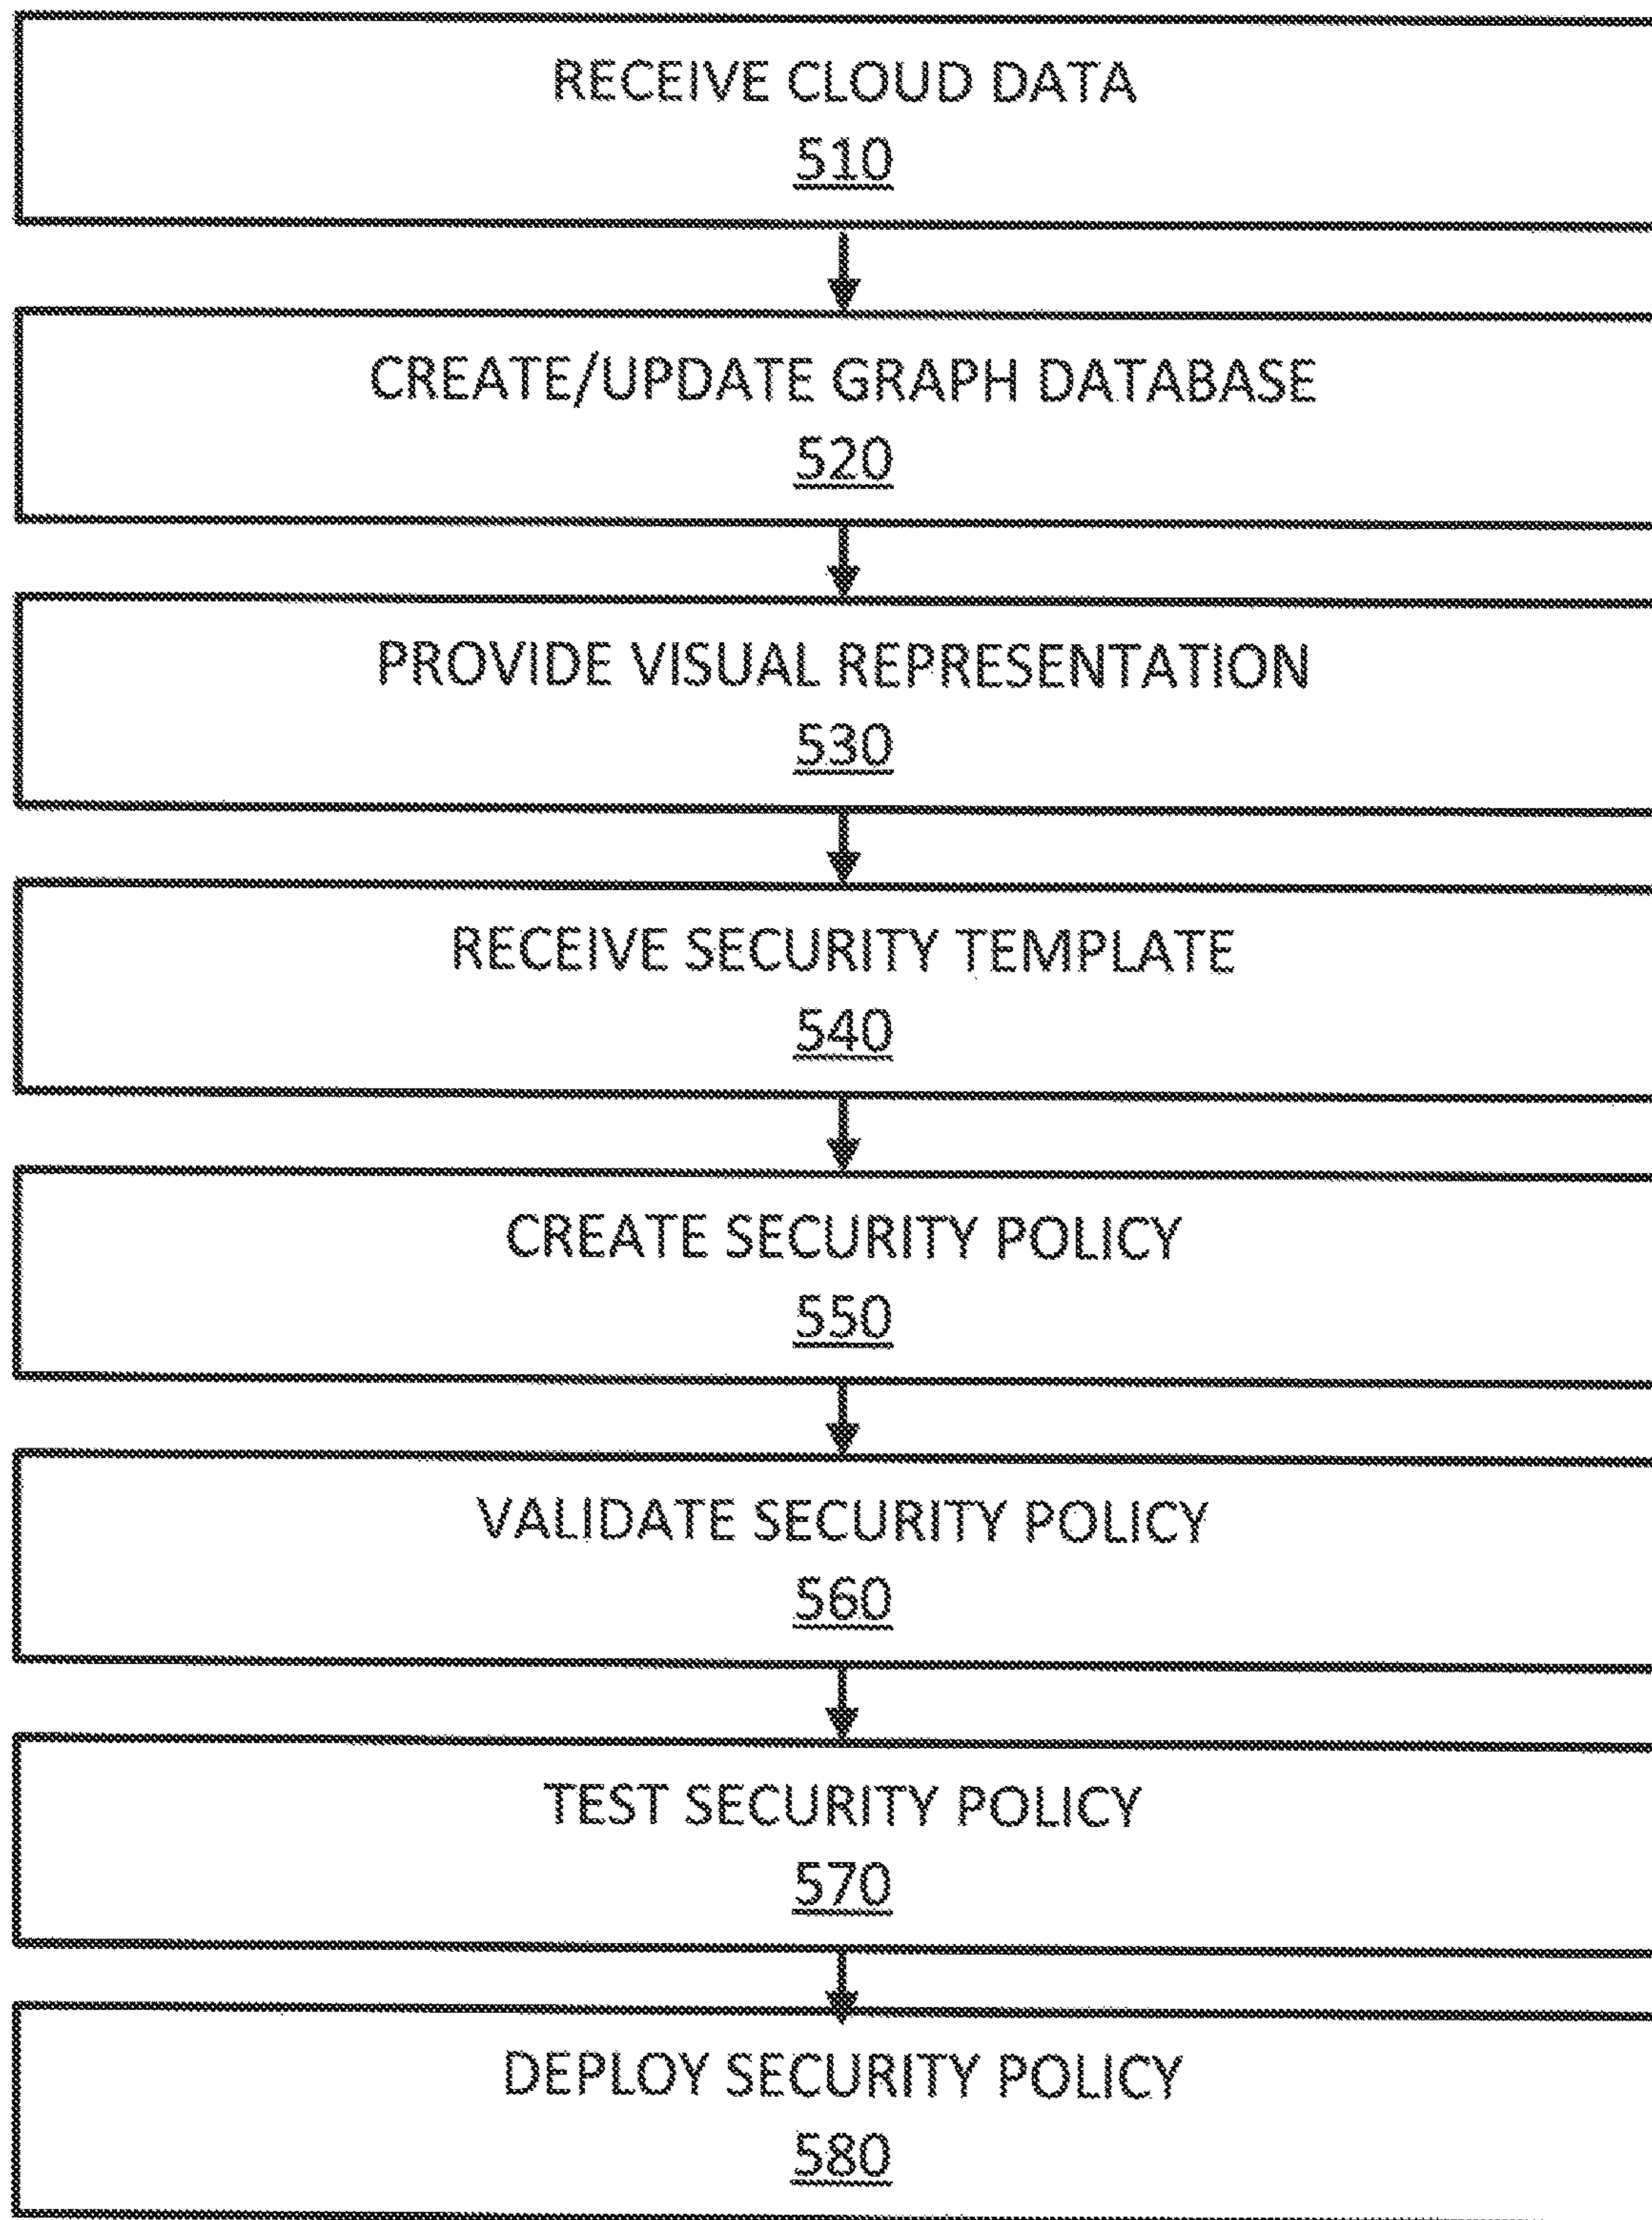 RECEIVE CLOUD DATA
510
CREATE/UPDATE GRAPH DATABASE
520
PROVIDE VISUAL REPRESENTATION
530
RECEIVE SECURITY TEMPLATE
540
CREATE SECURITY POLICY
550
VALIDATE SECURITY POLICY
560
TEST SECURITY POLICY
570
DEPLOY SECURITY POLICY
580